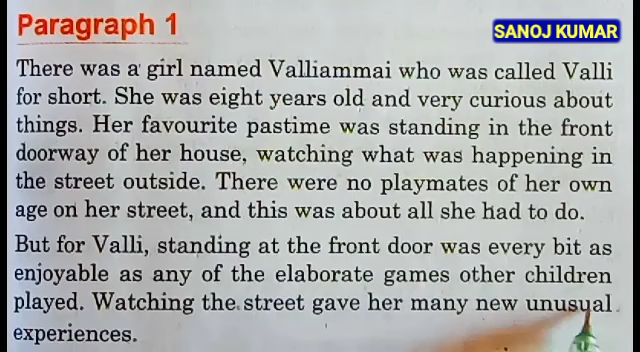 Paragraph 1
SANOJ KUMAR
There was a girl named Valliammai who was called Valli
for short. She was eight years old and very curious about
things. Her favourite pastime was standing in the front
doorway of her house, watching what was happening in
the street outside. There were no playmates of her own
age on her street, and this was about all she had to do.
But for Valli, standing at the front door was every bit as
enjoyable as any of the elaborate games other children
played. Watching the street gave her many new unusual
experiences.